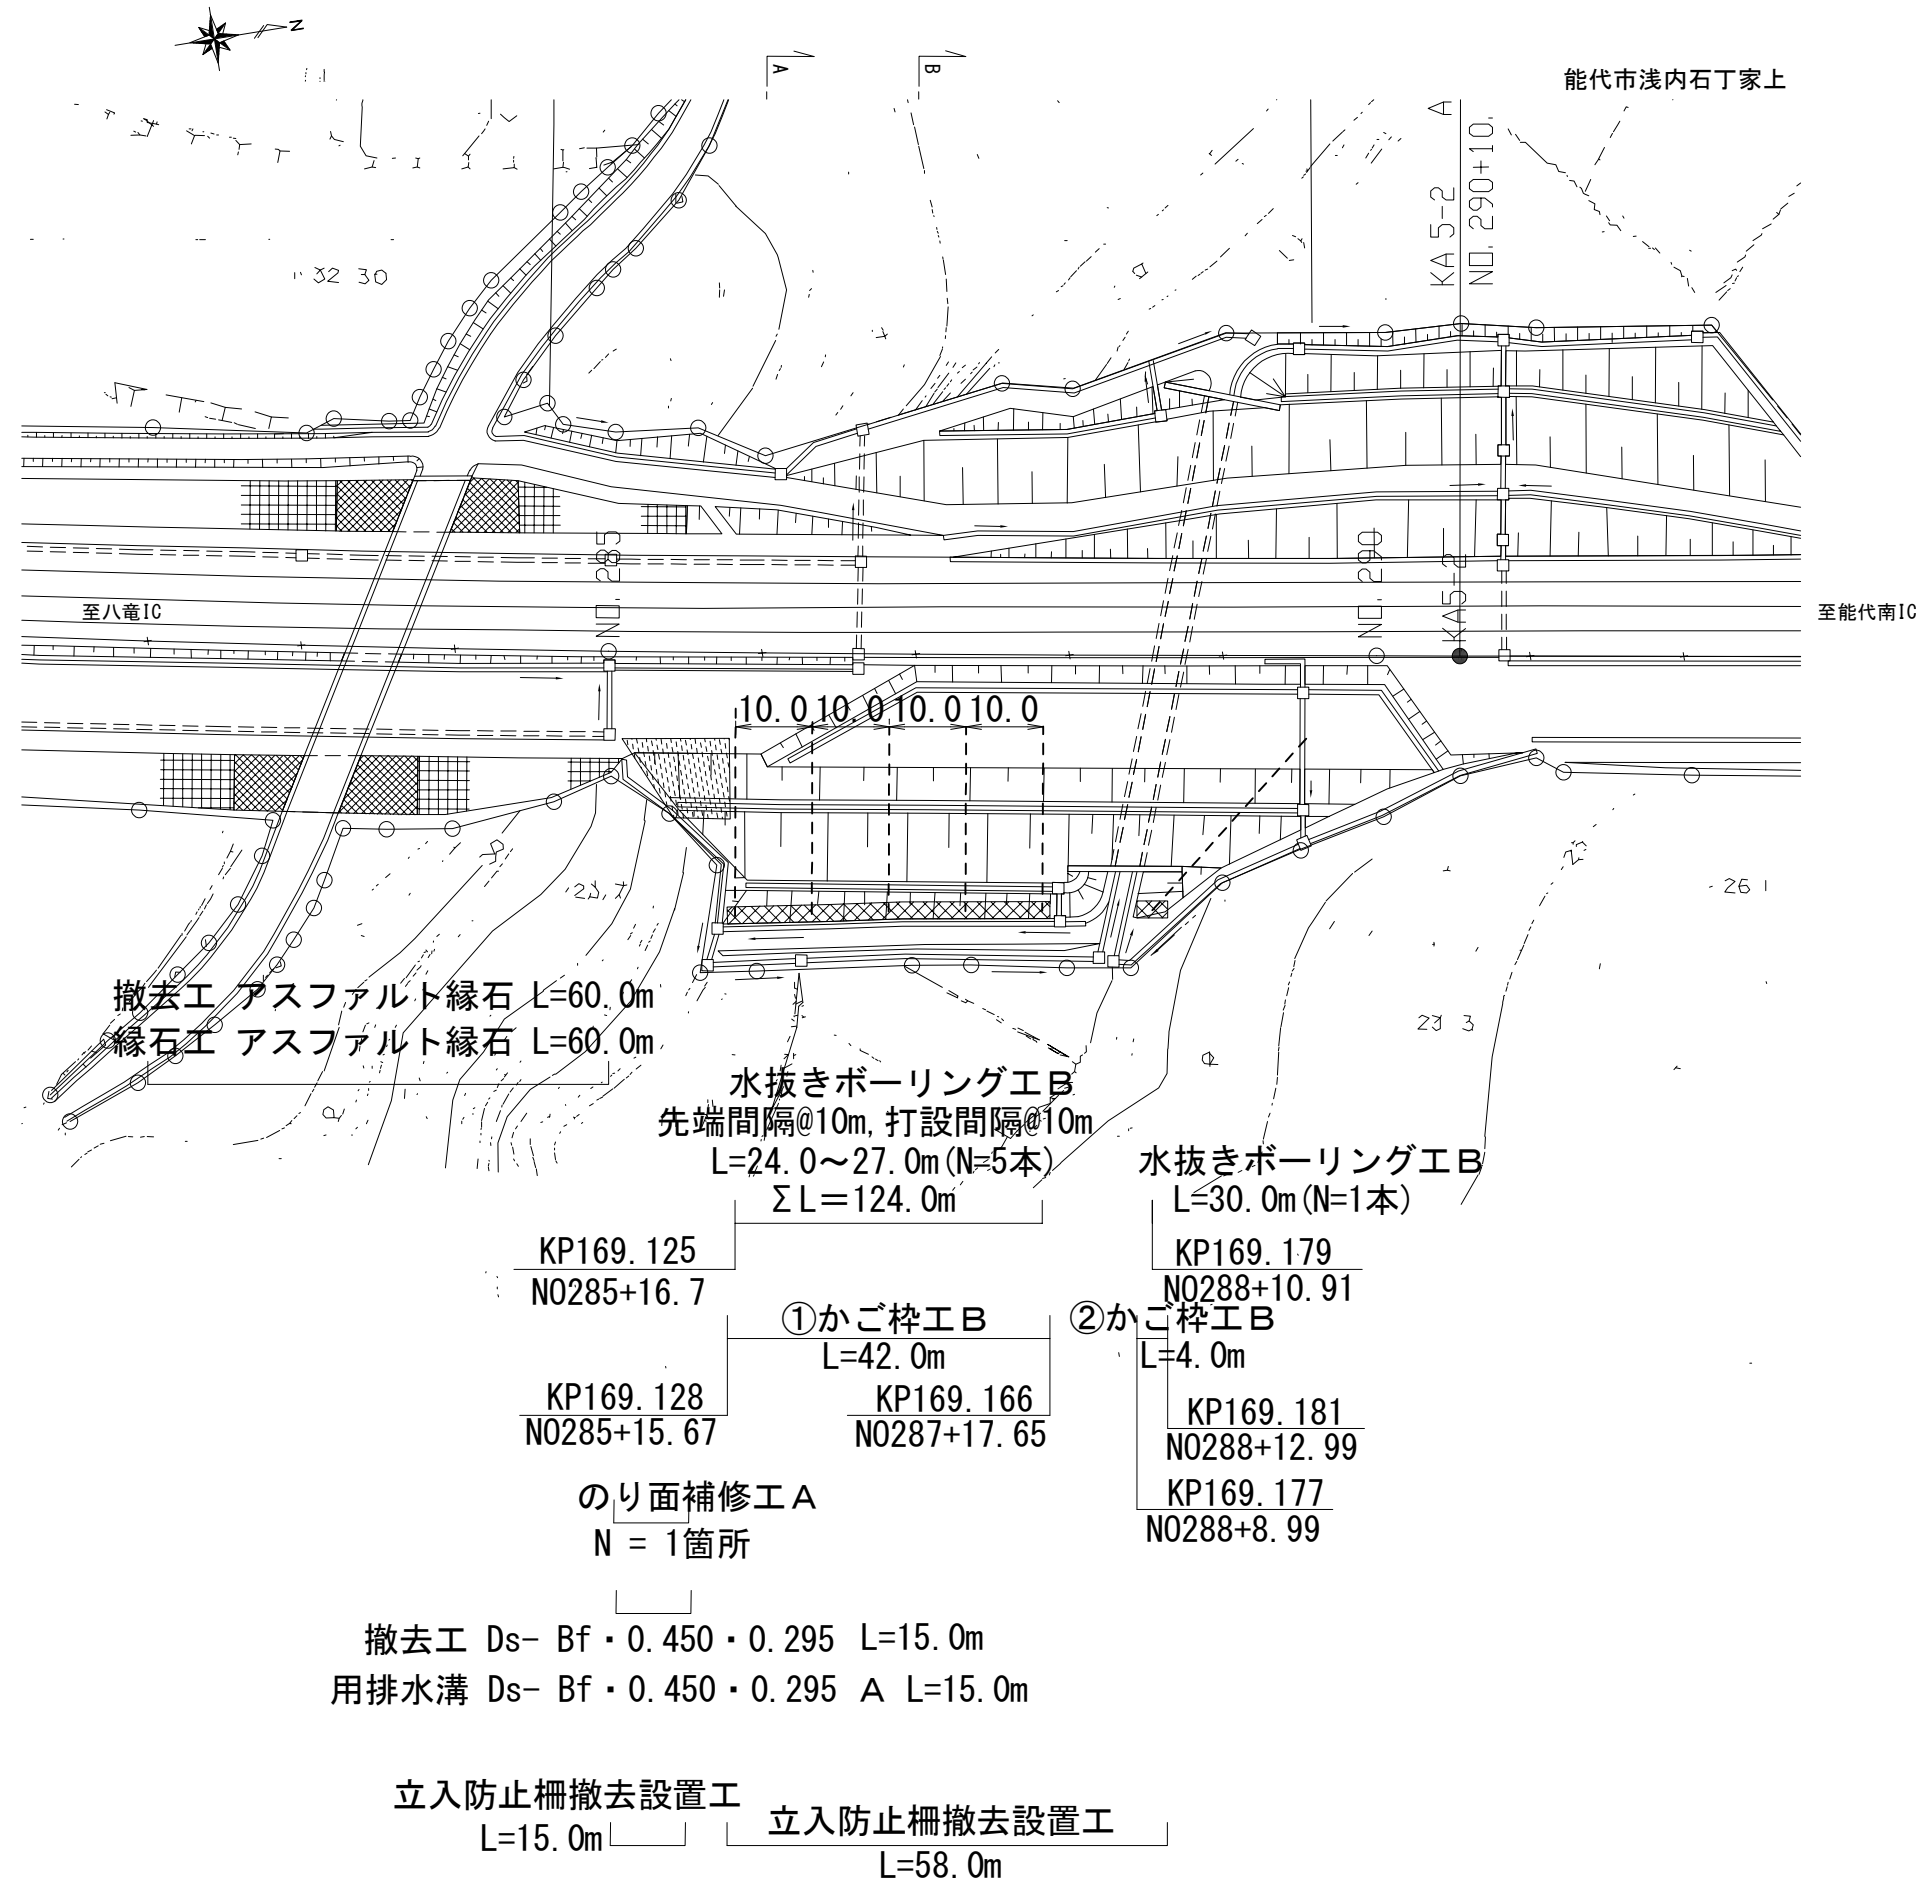 N
A
B
能代市浅内石丁家上
A
KA 5-2
NO. 290+10.
32 30
NO. 285
NO. 290
KA5-2
至八竜IC
至能代南IC
10.0 10.0 10.0 10.0
26 1
23 3
撤去工 アスファルト縁石 L=60.0m
縁石工 アスファルト縁石 L=60.0m
水抜きボーリング工B
先端間隔@10m,打設間隔@10m
L=24.0～27.0m(N=5本)
ΣL=124.0m
水抜きボーリング工B
L=30.0m(N=1本)
KP169.125
NO285+16.7
KP169.179
NO288+10.91
①かご枠工B
L=42.0m
②かご枠工B
L=4.0m
KP169.128
NO285+15.67
KP169.166
NO287+17.65
KP169.181
NO288+12.99
KP169.177
NO288+8.99
のり面補修工A
N = 1箇所
撤去工 Ds- Bf・0.450・0.295 L=15.0m
用排水溝 Ds- Bf・0.450・0.295 A L=15.0m
立入防止柵撤去設置工
L=15.0m
立入防止柵撤去設置工
L=58.0m